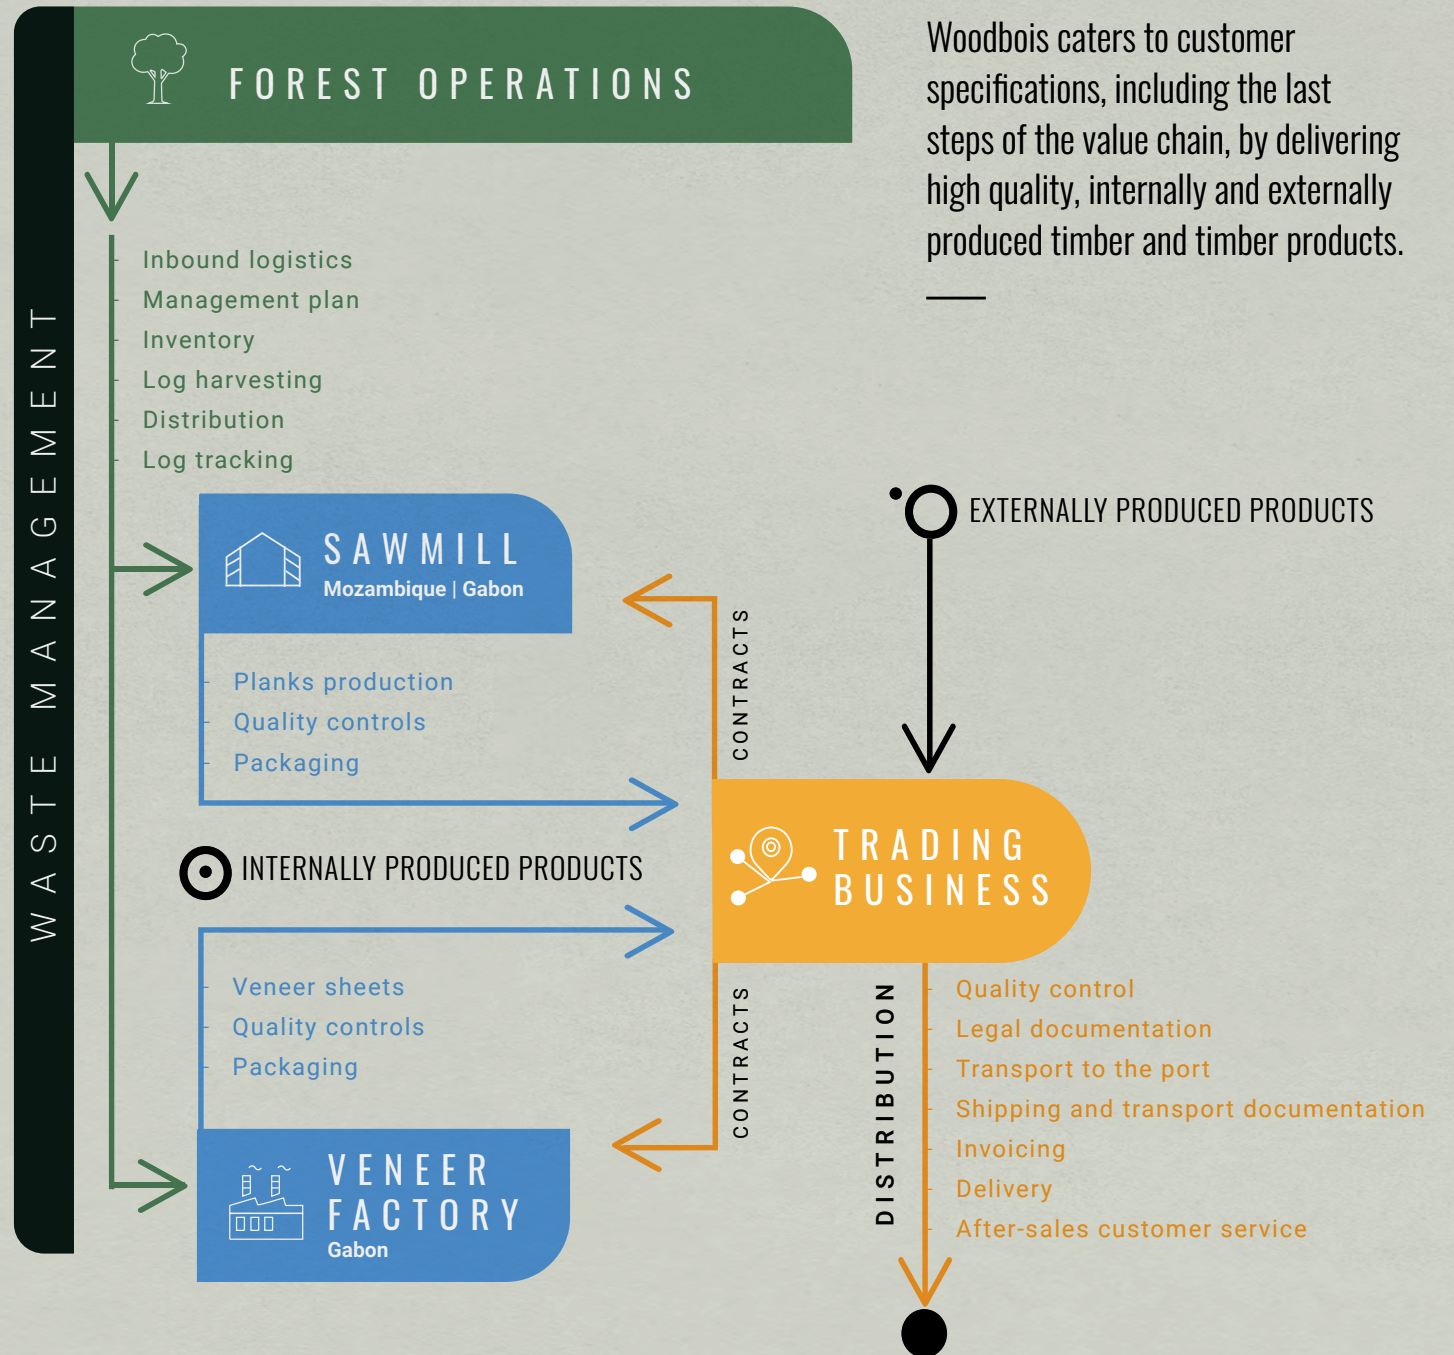 FOREST OPERATIONS
Woodbois caters to customer
specifications, including the last
steps of the value chain, by delivering
high quality, internally and externally
produced timber and timber products.
WASTE MANAGEMENT
Inbound logistics
Management plan
Inventory
Log harvesting
Distribution
Log tracking
EXTERNALLY PRODUCED PRODUCTS
SAWMILL
Mozambique | Gabon
CONTRACTS
Planks production
Quality controls
Packaging
INTERNALLY PRODUCED PRODUCTS
TRADING
BUSINESS
Veneer sheets
Quality controls
Packaging
CONTRACTS
VENEER
FACTORY
Gabon
DISTRIBUTION
Quality control
Legal documentation
Transport to the port
Shipping and transport documentation
Invoicing
Delivery
After-sales customer service